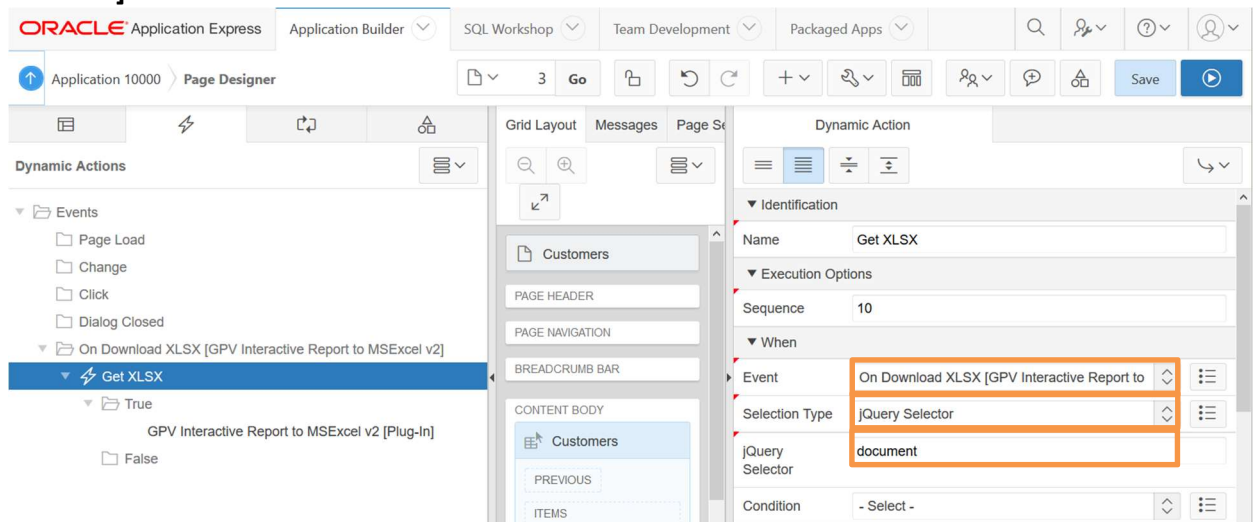 ]
ORACLE Application Express Application Builder SQL Workshop Team Development Packaged Apps
Application 10000 Page Designer 3 Go Save
Grid Layout Messages Page Se Dynamic Action
Dynamic Actions
Events
Page Load
Change
Click
Dialog Closed
On Download XLSX [GPV Interactive Report to MSExcel v2]
Get XLSX
True
GPV Interactive Report to MSExcel v2 [Plug-In]
False
Customers
PAGE HEADER
PAGE NAVIGATION
BREADCRUMB BAR
CONTENT BODY
Customers
PREVIOUS
ITEMS
Identification
Name Get XLSX
Execution Options
Sequence 10
When
Event On Download XLSX [GPV Interactive Report to
Selection Type jQuery Selector
jQuery Selector document
Condition - Select -